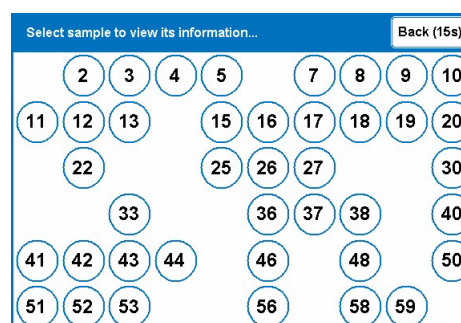 Select sample to view its information... Back (15s)
2 3 4 5 7 8 9 10
11 12 13 15 16 17 18 19 20
22 25 26 27 30
33 36 37 38 40
41 42 43 44 46 48 50
51 52 53 56 58 59